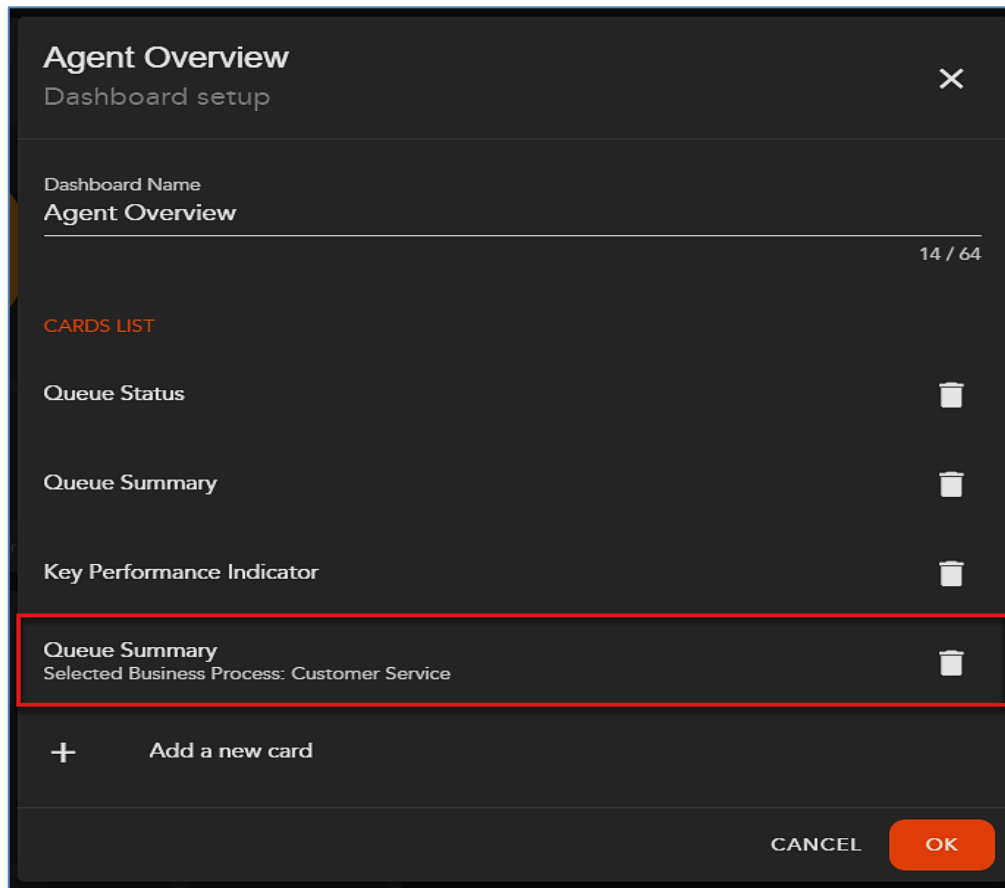 Agent Overview
Dashboard setup
Dashboard Name
Agent Overview
14 / 64
CARDS LIST
Queue Status
Queue Summary
Key Performance Indicator
Queue Summary
Selected Business Process: Customer Service
Add a new card
CANCEL
OK